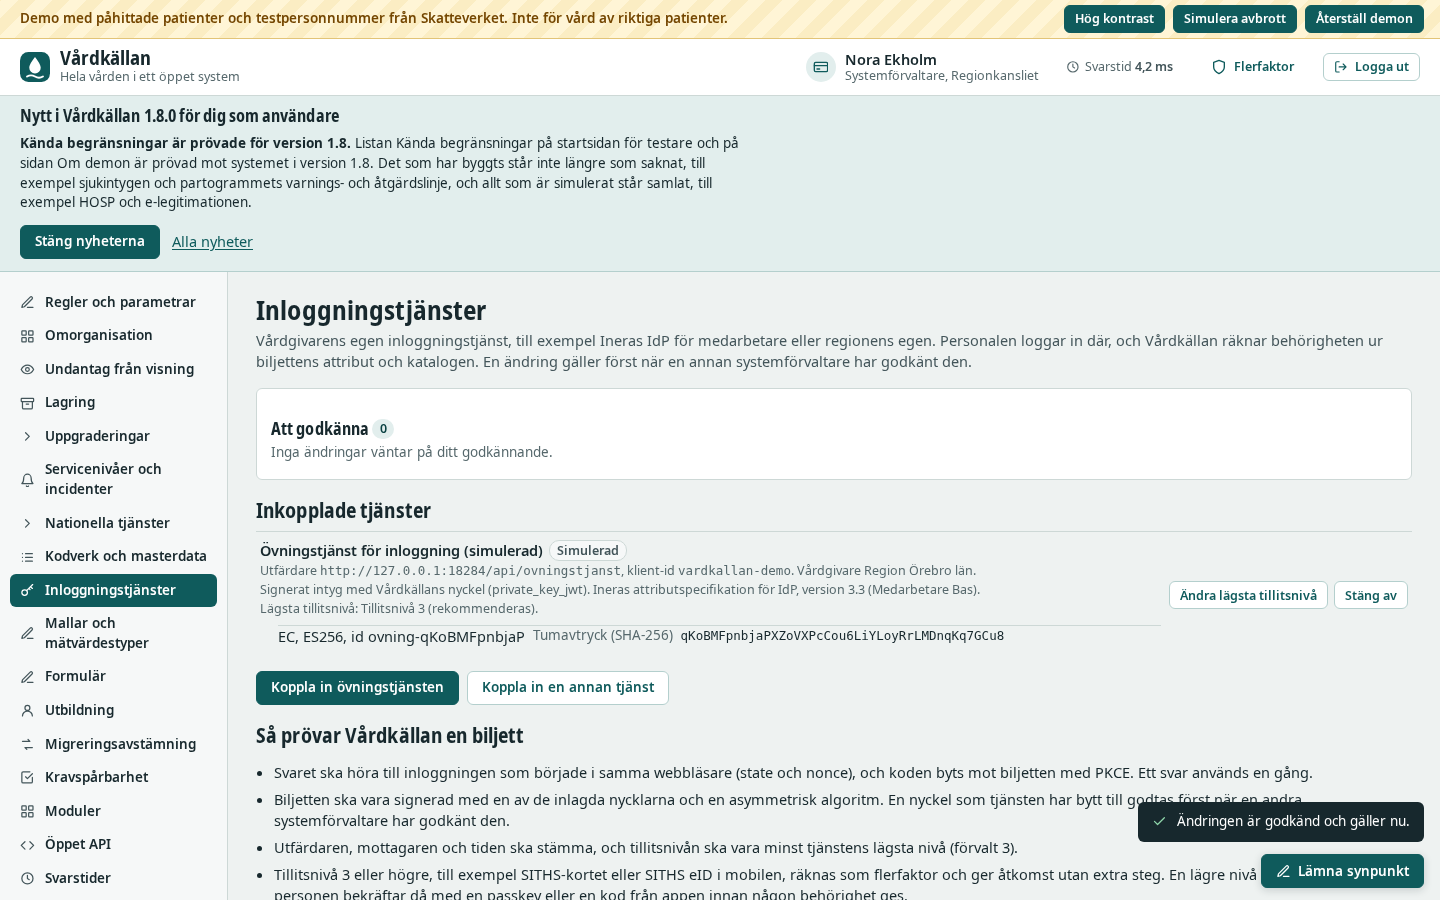 Demo med påhittade patienter och testpersonnummer från Skatteverket. Inte för vård av riktiga patienter.
Hög kontrast
Simulera avbrott
Återställ demon
Vårdkällan
Hela vården i ett öppet system
Nora Ekholm
Systemförvaltare, Regionkansliet
Svarstid 4,2 ms
Flerfaktor
Logga ut
Nytt i Vårdkällan 1.8.0 för dig som användare
Kända begränsningar är prövade för version 1.8. Listan Kända begränsningar på startsidan för testare och på
sidan Om demon är prövad mot systemet i version 1.8. Det som har byggts står inte längre som saknat, till
exempel sjukintygen och partogrammets varnings- och åtgärdslinje, och allt som är simulerat står samlat, till
exempel HOSP och e-legitimationen.
Stäng nyheterna
Alla nyheter
Regler och parametrar
Omorganisation
Undantag från visning
Lagring
Uppgraderingar
Servicenivåer och
incidenter
Nationella tjänster
Kodverk och masterdata
Inloggningstjänster
Mallar och
mätvärdestyper
Formulär
Utbildning
Migreringsavstämning
Kravspårbarhet
Moduler
Öppet API
Svarstider
Inloggningstjänster
Vårdgivarens egen inloggningstjänst, till exempel Ineras IdP för medarbetare eller regionens egen. Personalen loggar in där, och Vårdkällan räknar behörigheten ur
biljettens attribut och katalogen. En ändring gäller först när en annan systemförvaltare har godkänt den.
Att godkänna 0
Inga ändringar väntar på ditt godkännande.
Inkopplade tjänster
Övningstjänst för inloggning (simulerad) Simulerad
Utfärdare http://127.0.0.1:18284/api/ovningstjanst, klient-id vardkallan-demo. Vårdgivare Region Örebro län.
Signerat intyg med Vårdkällans nyckel (private_key_jwt). Ineras attributspecifikation för IdP, version 3.3 (Medarbetare Bas).
Lägsta tillitsnivå: Tillitsnivå 3 (rekommenderas).
Ändra lägsta tillitsnivå
Stäng av
EC, ES256, id ovning-qKoBMFpnbjaP Tumavtryck (SHA-256) qKoBMFpnbjaPXZoVXPcCou6LiYLoyRrLMDnqKq7GCu8
Koppla in övningstjänsten
Koppla in en annan tjänst
Så prövar Vårdkällan en biljett
Svaret ska höra till inloggningen som började i samma webbläsare (state och nonce), och koden byts mot biljetten med PKCE. Ett svar används en gång.
Biljetten ska vara signerad med en av de inlagda nycklarna och en asymmetrisk algoritm. En nyckel som tjänsten har bytt till godtas först när en andra
systemförvaltare har godkänt den.
Utfärdaren, mottagaren och tiden ska stämma, och tillitsnivån ska vara minst tjänstens lägsta nivå (förvalt 3).
Tillitsnivå 3 eller högre, till exempel SITHS-kortet eller SITHS eID i mobilen, räknas som flerfaktor och ger åtkomst utan extra steg. En lägre nivå
personen bekräftar då med en passkey eller en kod från appen innan någon behörighet ges.
Ändringen är godkänd och gäller nu.
Lämna synpunkt